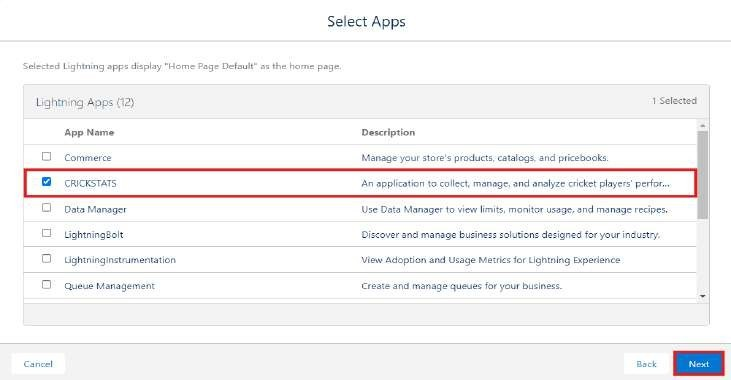 Select Apps
Selected Lightning apps display "Home Page Default" as the home page.
Lightning Apps (12) 1 Selected
App Name Description
Commerce Manage your store's products, catalogs, and pricebooks.
CRICKSTATS An application to collect, manage, and analyze cricket players' perfor...
Data Manager Use Data Manager to view limits, monitor usage, and manage recipes.
LightningBolt Discover and manage business solutions designed for your industry.
LightningInstrumentation View Adoption and Usage Metrics for Lightning Experience
Queue Management Create and manage queues for your business.
Cancel Back Next